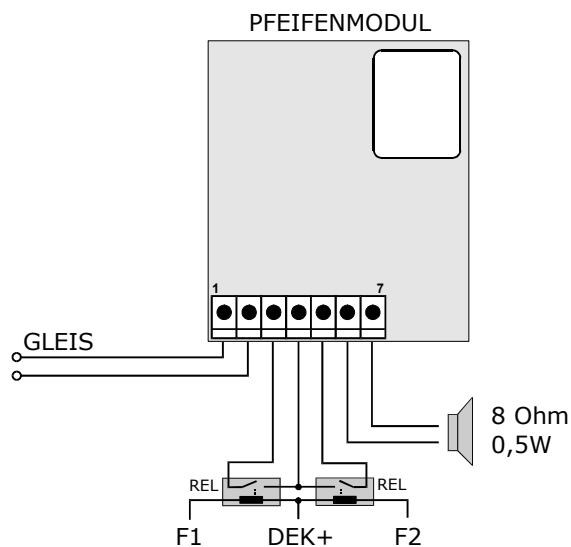 PFEIFENMODUL
1 7
GLEIS
8 Ohm
0,5W
REL REL
F1 DEK+ F2